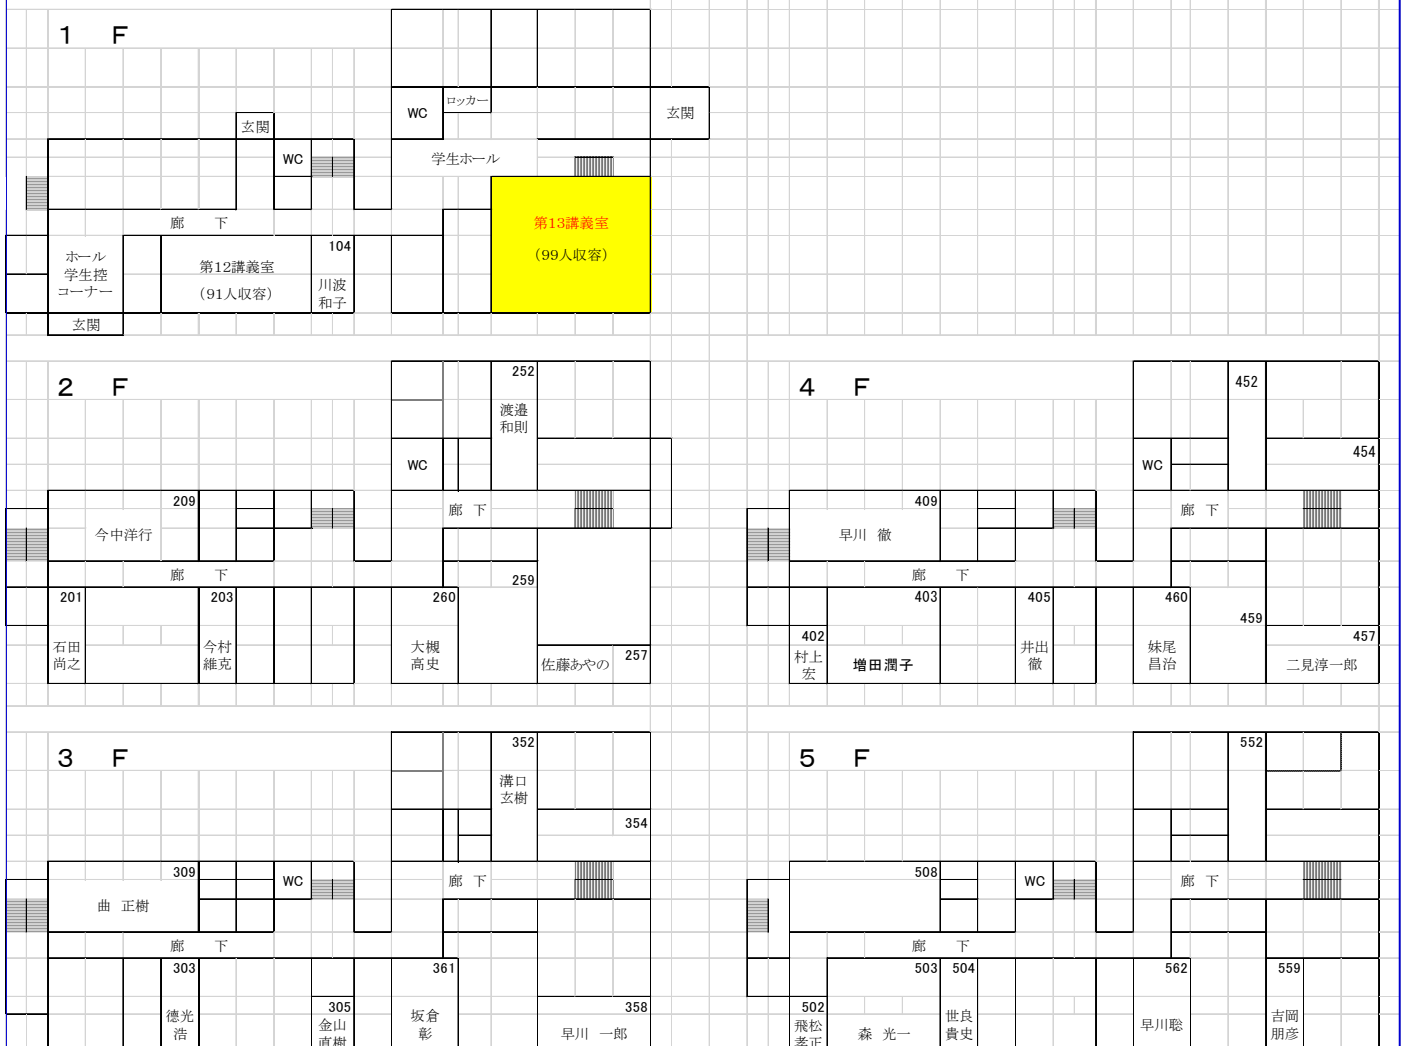 １　Ｆ
WC
ロッカー
玄関
玄関
WC
学生ホール
廊　下
第13講義室
（99人収容）
ホール
学生控
コーナー
第12講義室
（91人収容）
104
川波
和子
玄関
２　Ｆ
252
渡邉
和則
WC
209
今中洋行
廊 下
廊　下
201
石田
尚之
203
今村
維克
260
大槻
高史
259
257
佐藤あやの
４　Ｆ
452
454
WC
409
早川 徹
廊 下
廊　下
402
村上
宏
403
増田潤子
405
井出
徹
460
妹尾
昌治
459
457
二見淳一郎
３　Ｆ
352
溝口
玄樹
354
309
曲 正樹
WC
廊 下
廊　下
303
德光
浩
305
金山
直樹
361
坂倉
彰
358
早川 一郎
５　Ｆ
552
508
WC
廊 下
廊　下
502
飛松
孝正
503
森 光一
504
世良
貴史
562
早川聡
559
吉岡
朋彦